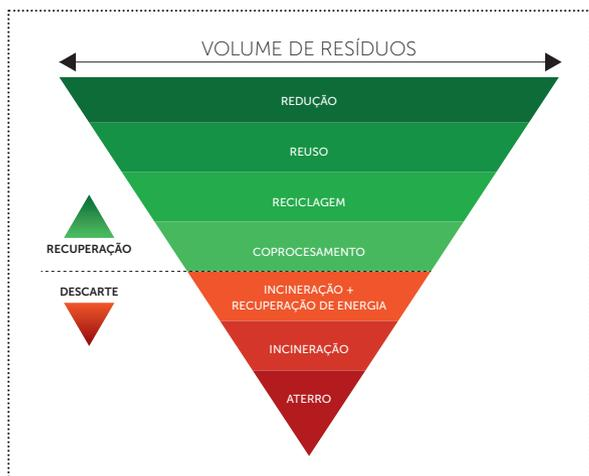 VOLUME DE RESÍDUOS
REDUÇÃO
REUSO
RECICLAGEM
COPROCESAMENTO
RECUPERAÇÃO
DESCARTE
INCINERAÇÃO +
RECUPERAÇÃO DE ENERGIA
INCINERAÇÃO
ATERRO